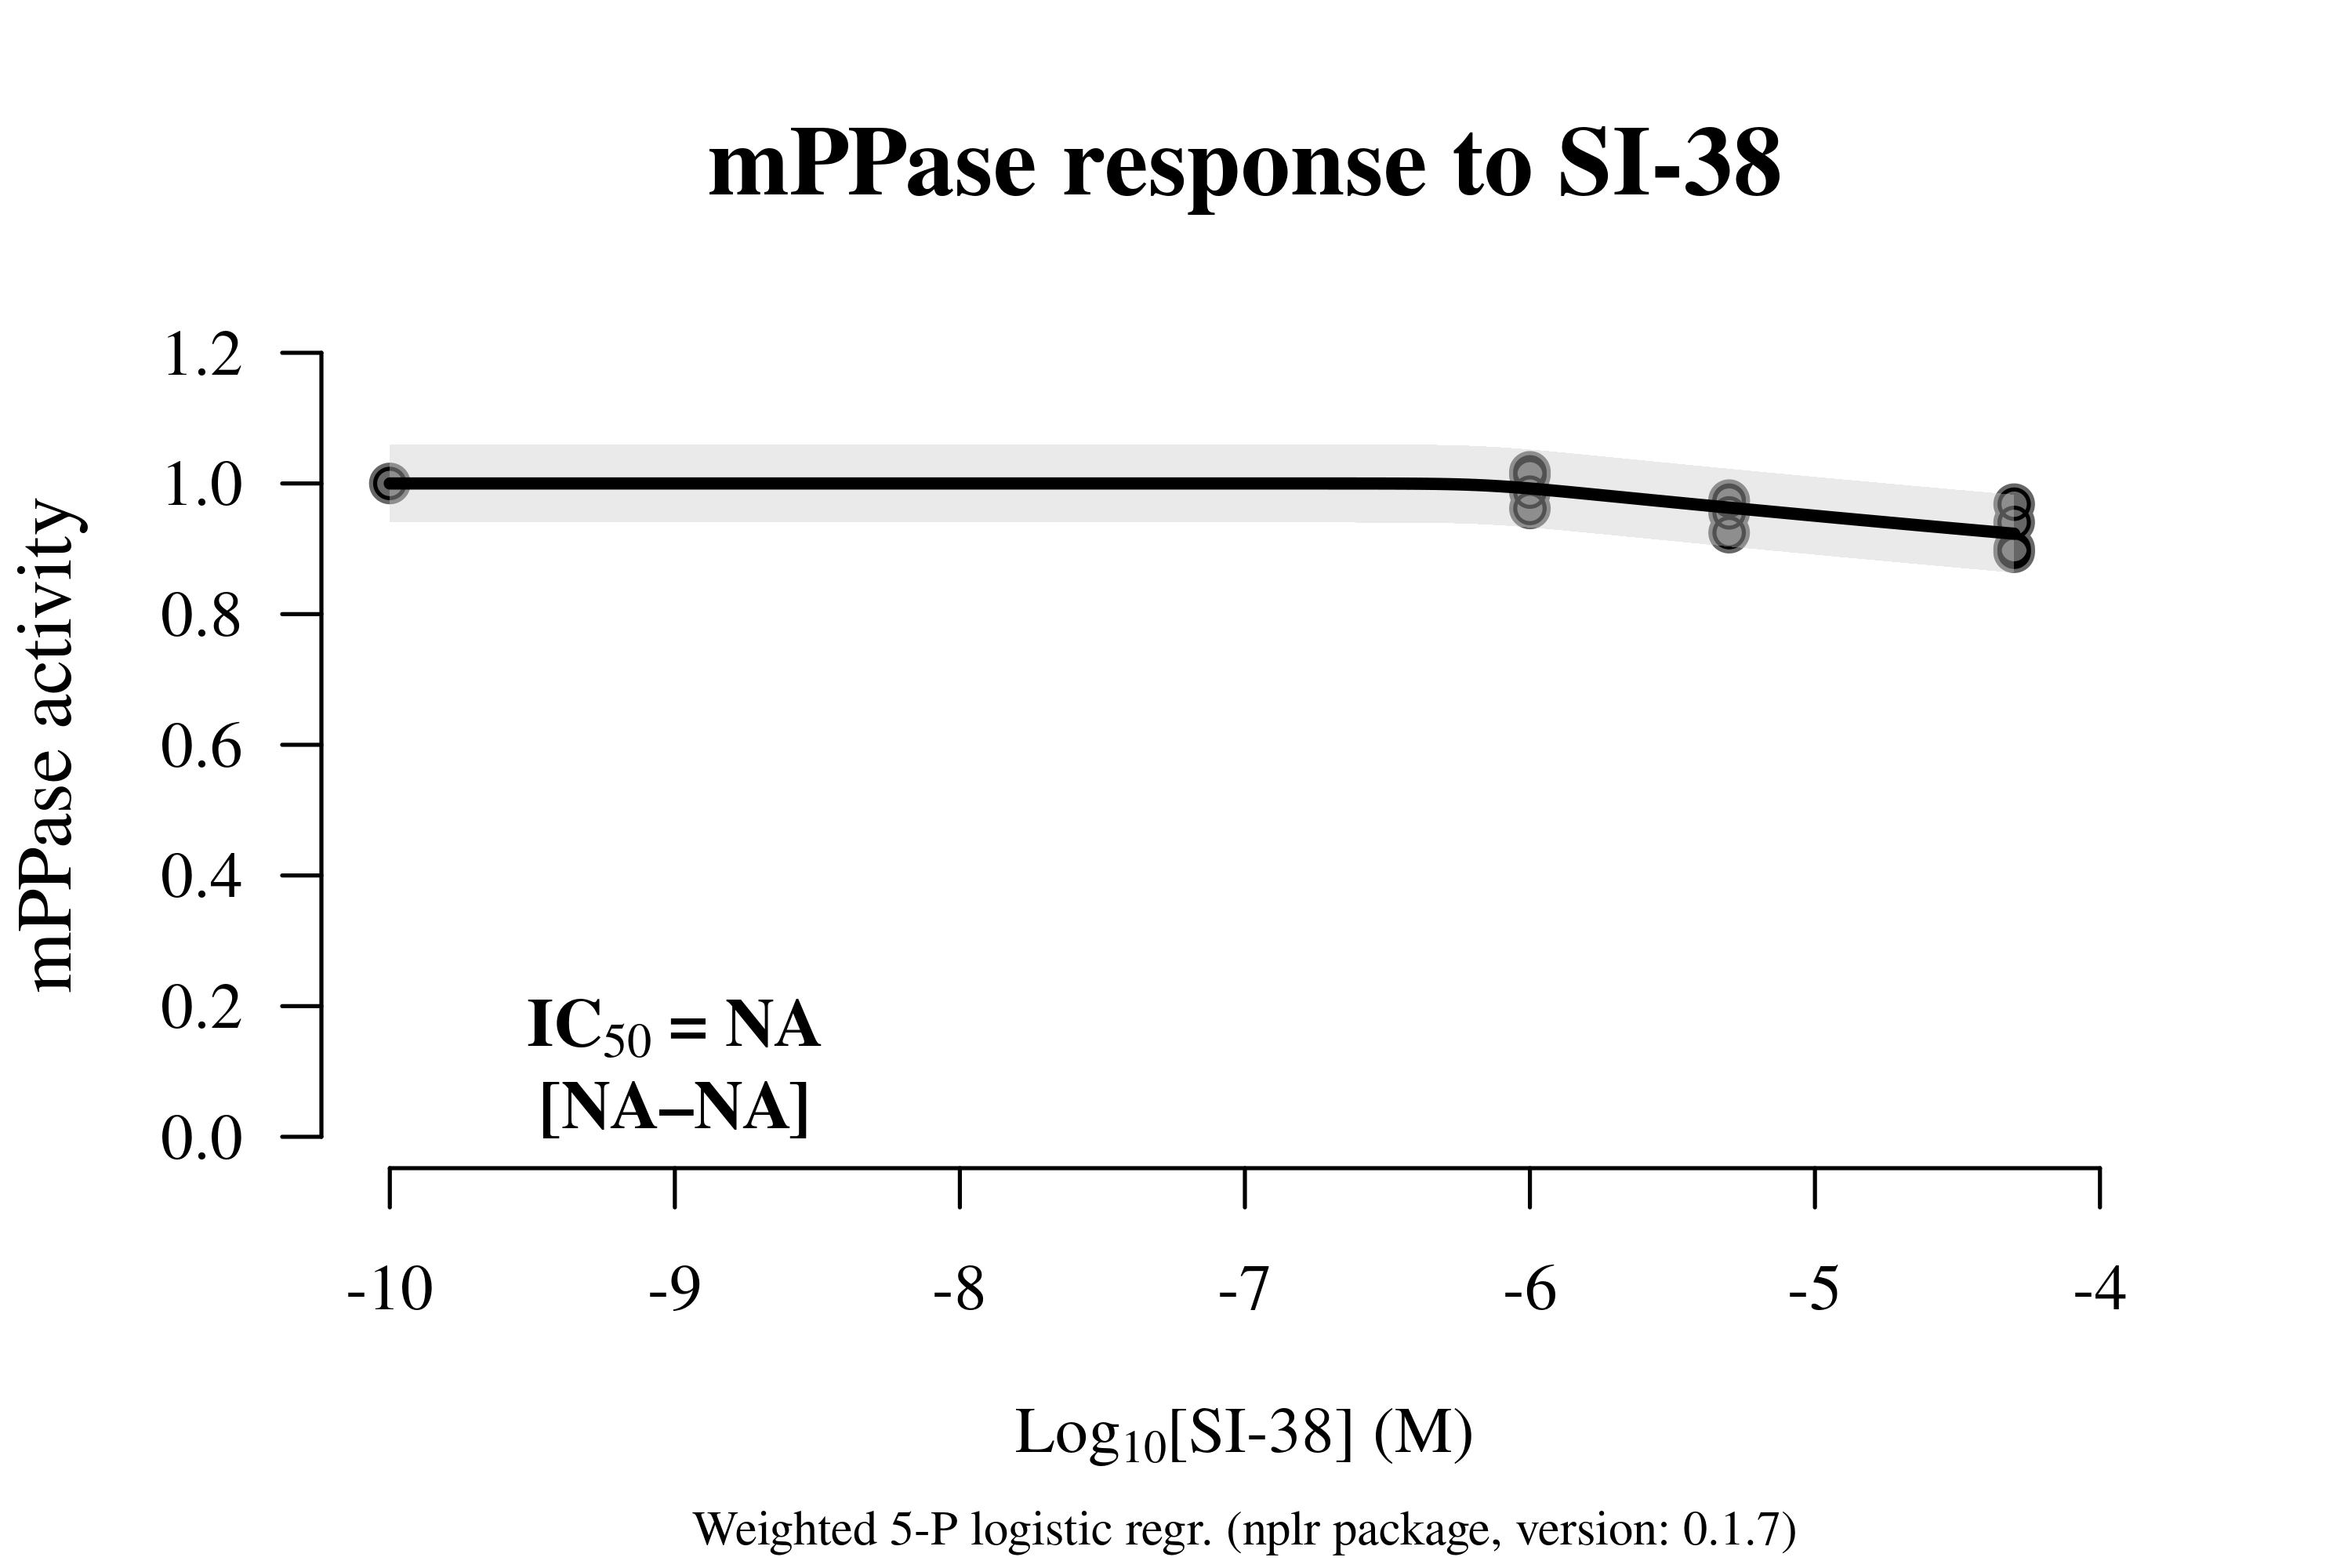 mPPase response to SI-38
mPPase activity
1.2
1.0
0.8
0.6
0.4
0.2
0.0
IC50 = NA
[NA–NA]
-10 -9 -8 -7 -6 -5 -4
Log10[SI-38] (M)
Weighted 5-P logistic regr. (nplr package, version: 0.1.7)